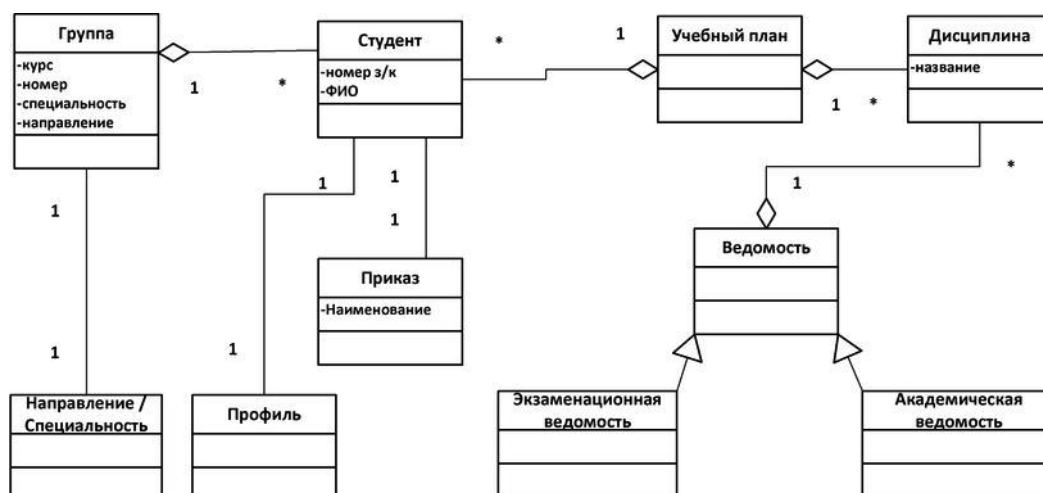 Группа
-курс
-номер
-специальность
-направление
1
*
Студент
-номер з/к
-ФИО
*
1
Учебный план
1
*
Дисциплина
-название
1
*
1
1
1
1
1
1
Приказ
-Наименование
Ведомость
Направление /
Специальность
Профиль
Экзаменационная
ведомость
Академическая
ведомость